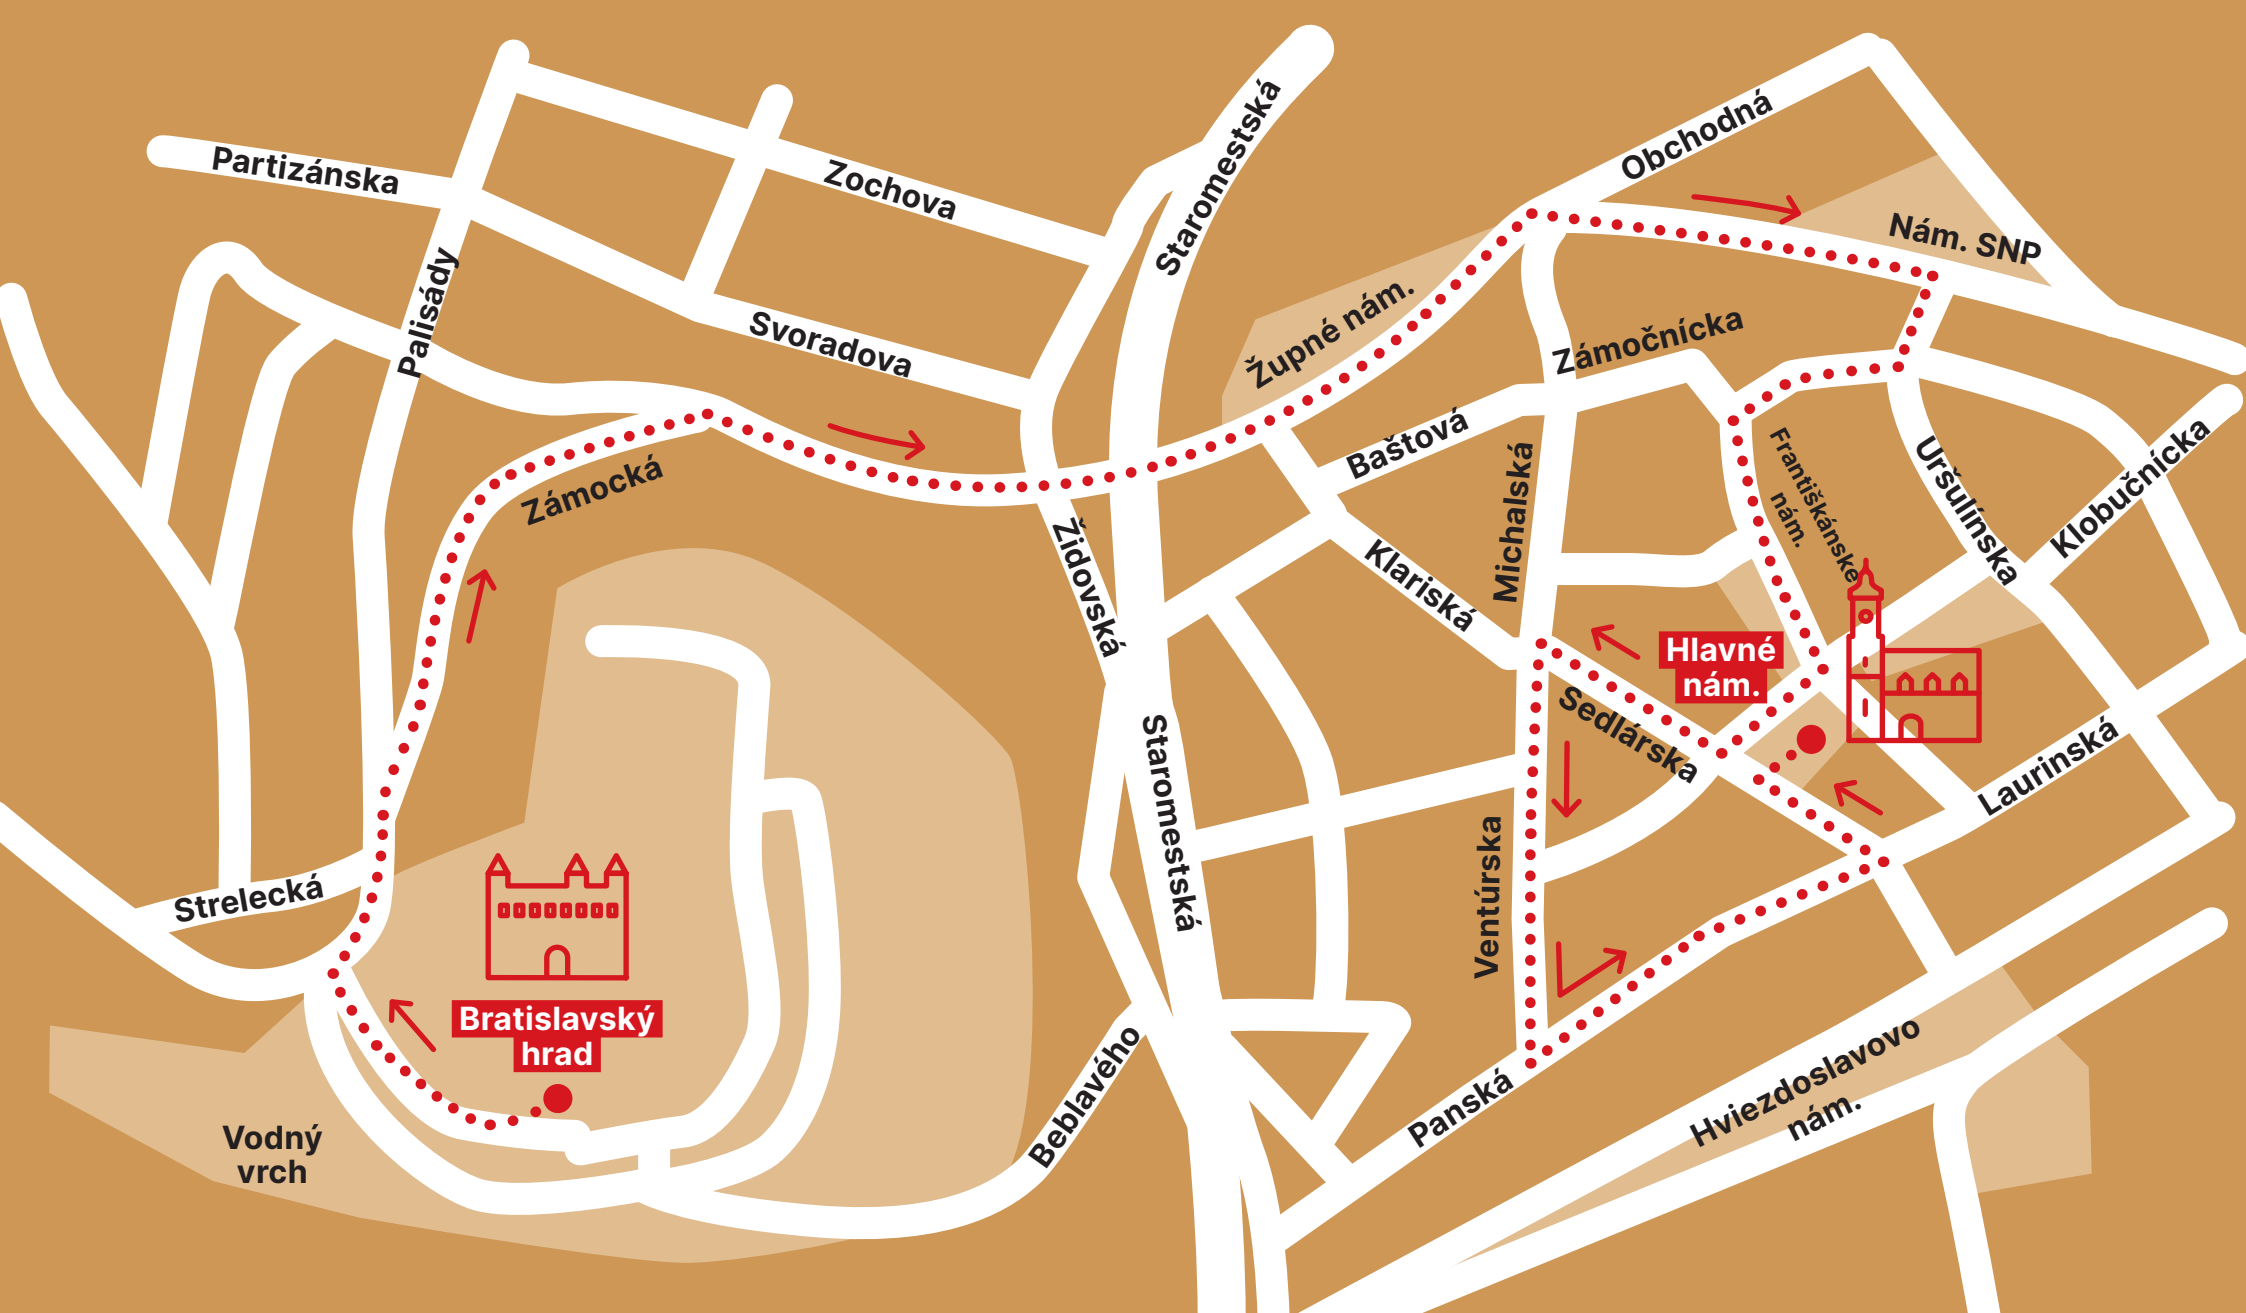 Partizánska
Zochova
Staromestská
Obchodná
Palisády
Svoradova
Župné nám.
Nám. SNP
Zámočnícka
Baštová
Zámocká
Židovská
Klariská
Michalská
Františkánske
nám.
Uršulínska
Klobučnícka
Hlavné
nám.
Sedlárska
Laurinská
Staromestská
Ventúrska
Strelecká
Bratislavský
hrad
Vodný
vrch
Beblavého
Panská
Hviezdoslavovo
nám.